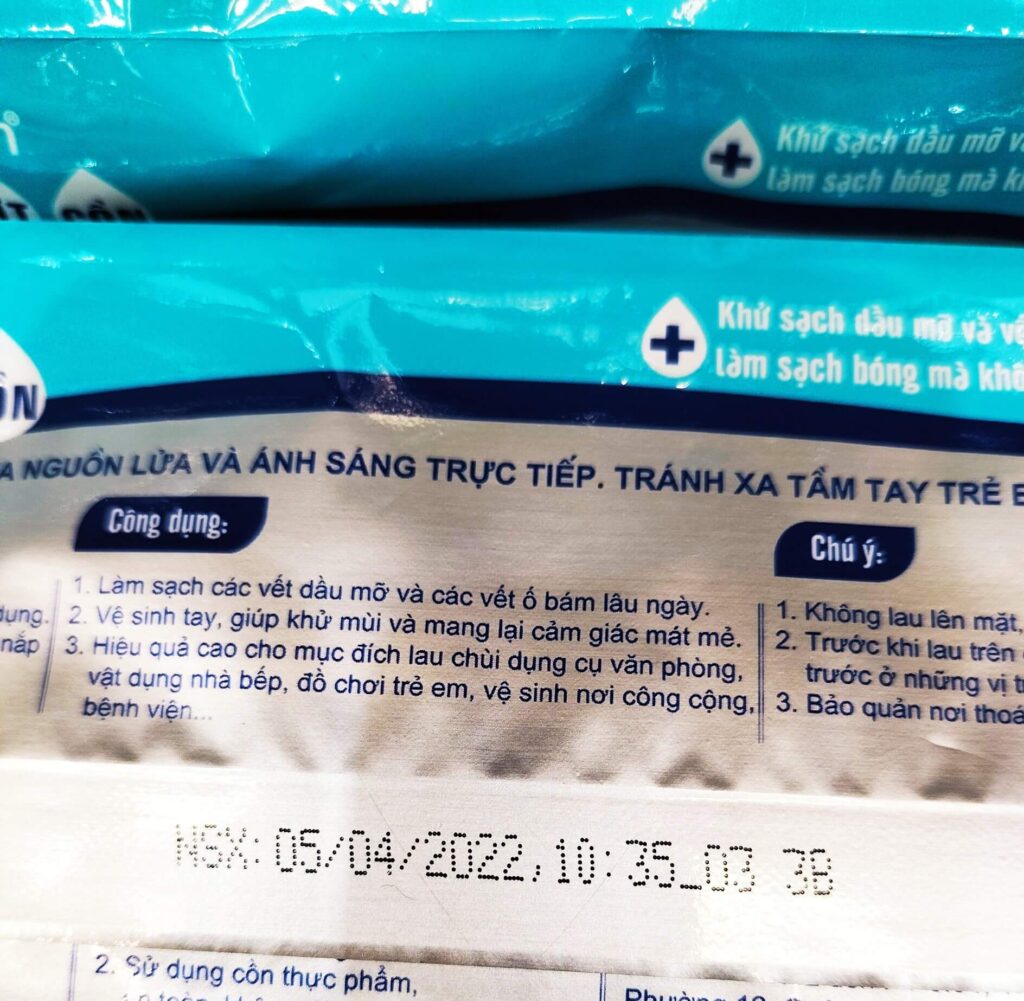 Khử sạch dầu mỡ
làm sạch bóng mà
CỒN
Khử sạch dầu mỡ và
làm sạch bóng mà
NGUỒN LỬA VÀ ÁNH SÁNG TRỰC TIẾP. TRÁNH XA TẦM TAY TRẺ
Công dụng:
1. Làm sạch các vết dầu mỡ và các vết ố bám lâu ngày.
2. Vệ sinh tay, giúp khử mùi và mang lại cảm giác mát mẻ.
3. Hiệu quả cao cho mục đích lau chùi dụng cụ văn phòng,
vật dụng nhà bếp, đồ chơi trẻ em, vệ sinh nơi công cộng,
bệnh viện...
nắp
Chú ý:
1. Không lau lên mặt,
2. Trước khi lau trên
trước ở những vị
3. Bảo quản nơi
NSX: 05/04/2022, 10:35_03 3B
2. Sử dụng cồn thực phẩm,